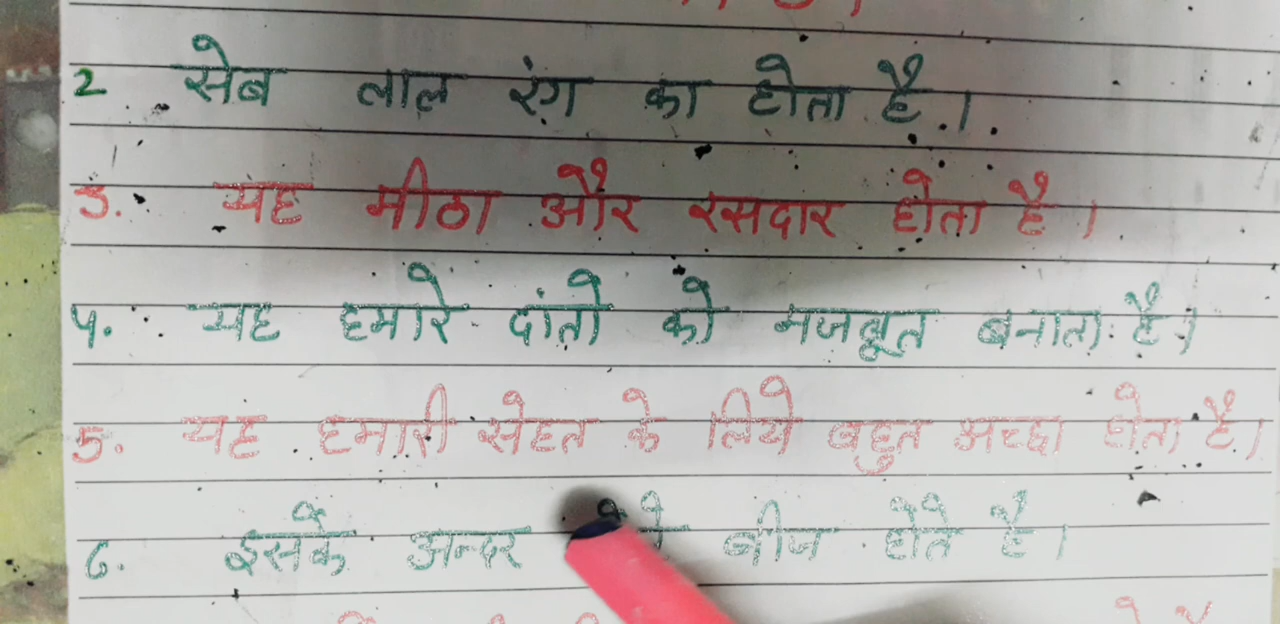 2 सेब लाल रंग का होता है।
3. यह मीठा और रसदार होता है।
4. यह हमारे दांतो को मजबूत बनाता है।
5. यह हमारी सेहत के लिये बहुत अच्छा होता है।
6. इसके अन्दर बीज होते है।